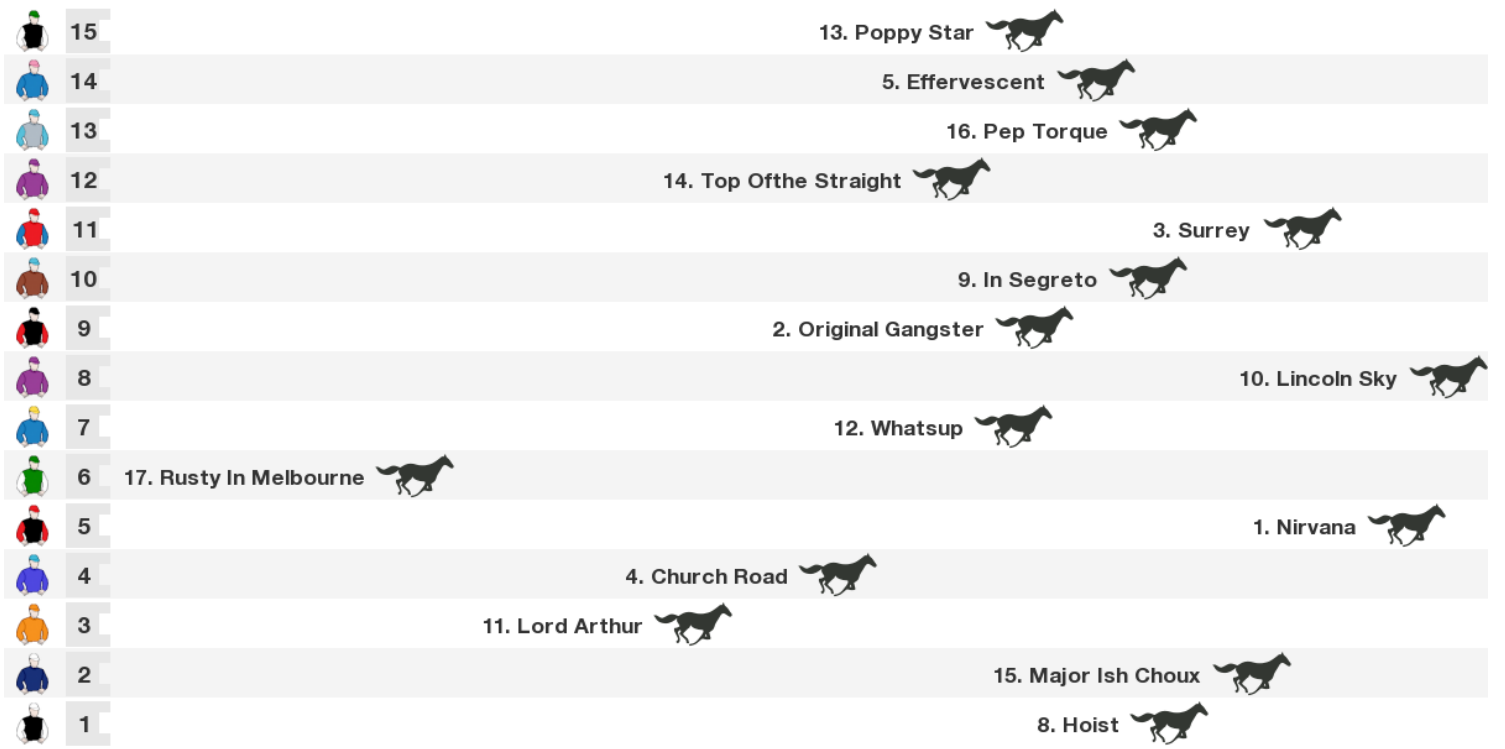 15 13. Poppy Star
14 5. Effervescent
13 16. Pep Torque
12 14. Top Ofthe Straight
11 3. Surrey
10 9. In Segreto
9 2. Original Gangster
8 10. Lincoln Sky
7 12. Whatsup
6 17. Rusty In Melbourne
5 1. Nirvana
4 4. Church Road
3 11. Lord Arthur
2 15. Major Ish Choux
1 8. Hoist